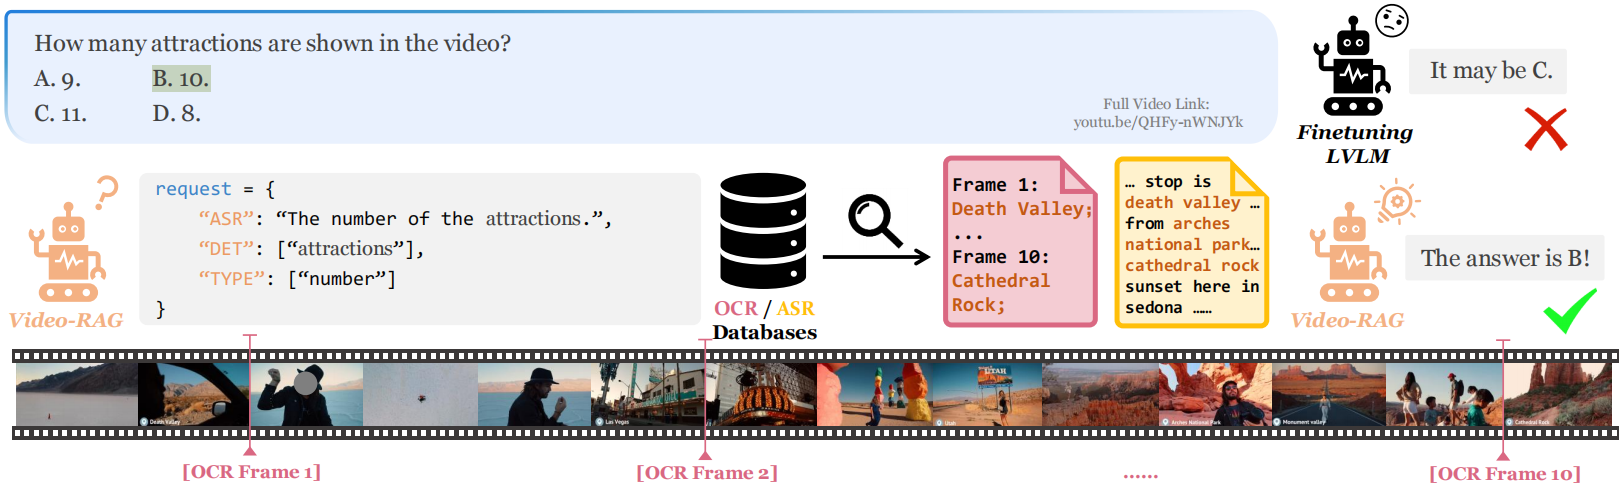 How many attractions are shown in the video?
A. 9. B. 10.
C. 11. D. 8.
Full Video Link:
youtu.be/QHFy-nWNJYk
It may be C.
Finetuning
LVLM
request = {
“ASR”: “The number of the attractions.”,
“DET”: [“attractions”],
“TYPE”: [“number”]
}
Video-RAG
OCR / ASR
Databases
Frame 1:
Death Valley;
...
Frame 10:
Cathedral
Rock;
… stop is
death valley …
from arches
national park…
cathedral rock
sunset here in
sedona ……
The answer is B!
Video-RAG
Death Valley
Las Vegas
UTAH
Utah
Arches National Park
Monument valley
Cathedral Rock
[OCR Frame 1]
[OCR Frame 2]
……
[OCR Frame 10]